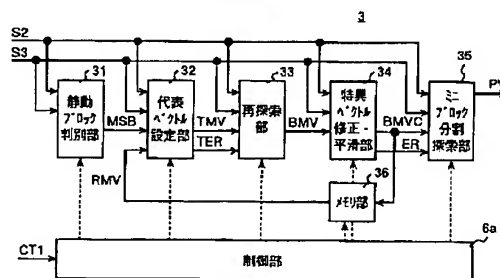 3
S2
S3
31
静動
ブロック
判別部
MSB
32
代表
ベクトル
設定部
TMV
TER
RMV
33
再探索
部
BMV
34
特異
ベクトル
修正-
平滑部
BMVC
ER
35
ミニ
ブロック
分割
探索部
PV
36
メモリ部
CT1
制御部
6a